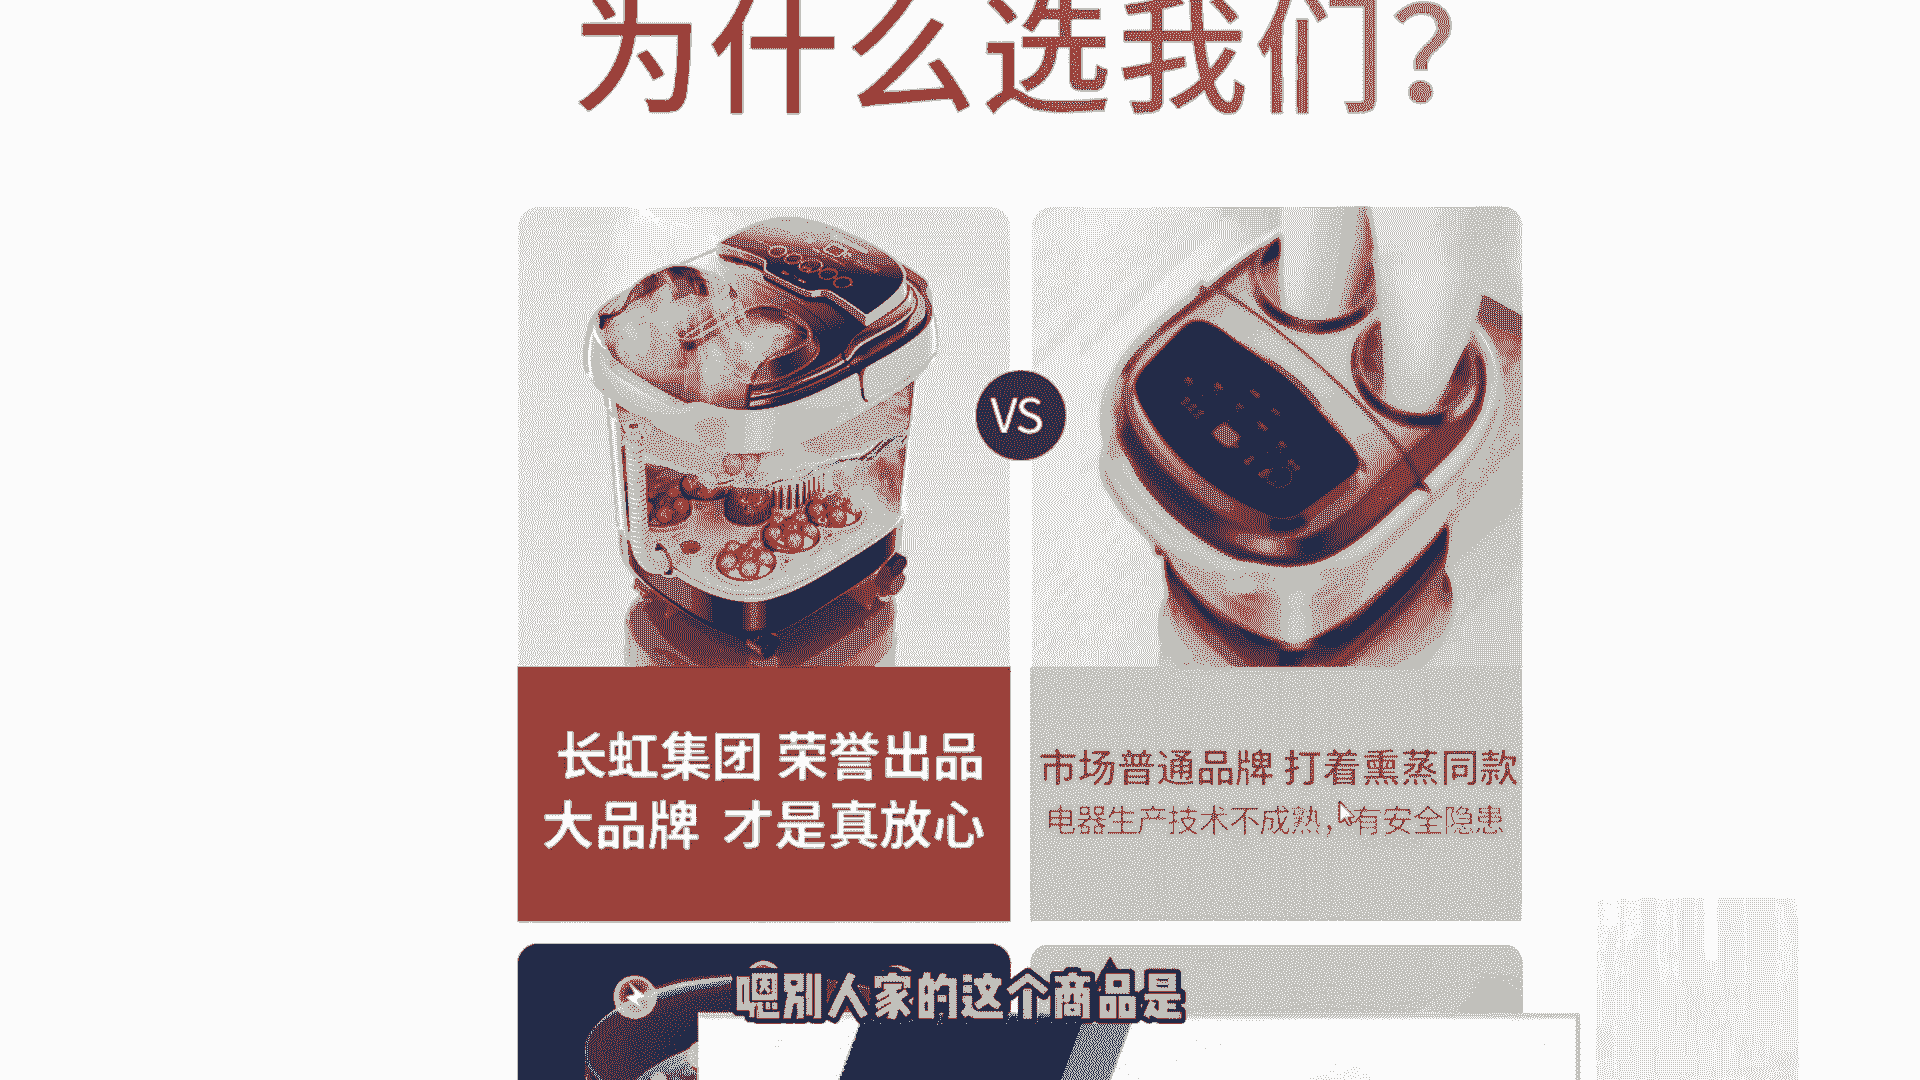 为什么选我们？
VS
长虹集团 荣誉出品
大品牌 才是真放心
市场普通品牌 打着熏蒸同款
电器生产技术不成熟，有安全隐患
嗯别人家的这个商品是